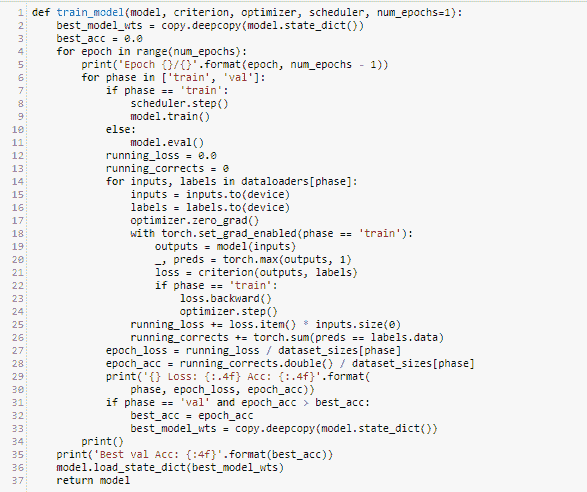 1 def train_model(model, criterion, optimizer, scheduler, num_epochs=1):
2     best_model_wts = copy.deepcopy(model.state_dict())
3     best_acc = 0.0
4     for epoch in range(num_epochs):
5         print('Epoch {}/{}'.format(epoch, num_epochs - 1))
6         for phase in ['train', 'val']:
7             if phase == 'train':
8                 scheduler.step()
9                 model.train()
10             else:
11                 model.eval()
12             running_loss = 0.0
13             running_corrects = 0
14             for inputs, labels in dataloaders[phase]:
15                 inputs = inputs.to(device)
16                 labels = labels.to(device)
17                 optimizer.zero_grad()
18                 with torch.set_grad_enabled(phase == 'train'):
19                     outputs = model(inputs)
20                     _, preds = torch.max(outputs, 1)
21                     loss = criterion(outputs, labels)
22                     if phase == 'train':
23                         loss.backward()
24                         optimizer.step()
25                 running_loss += loss.item() * inputs.size(0)
26                 running_corrects += torch.sum(preds == labels.data)
27             epoch_loss = running_loss / dataset_sizes[phase]
28             epoch_acc = running_corrects.double() / dataset_sizes[phase]
29             print('{} Loss: {:.4f} Acc: {:.4f}'.format(
30                 phase, epoch_loss, epoch_acc))
31             if phase == 'val' and epoch_acc > best_acc:
32                 best_acc = epoch_acc
33                 best_model_wts = copy.deepcopy(model.state_dict())
34         print()
35     print('Best val Acc: {:4f}'.format(best_acc))
36     model.load_state_dict(best_model_wts)
37     return model